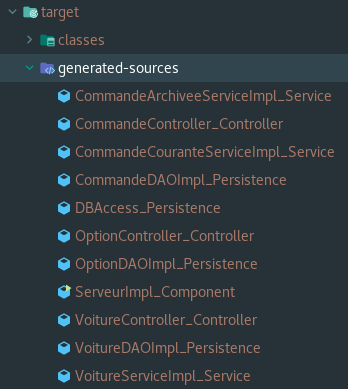 target
classes
generated-sources
CommandeArchiveeServiceImpl_Service
CommandeController_Controller
CommandeCouranteServiceImpl_Service
CommandeDAOImpl_Persistence
DBAccess_Persistence
OptionController_Controller
OptionDAOImpl_Persistence
ServeurImpl_Component
VoitureController_Controller
VoitureDAOImpl_Persistence
VoitureServiceImpl_Service